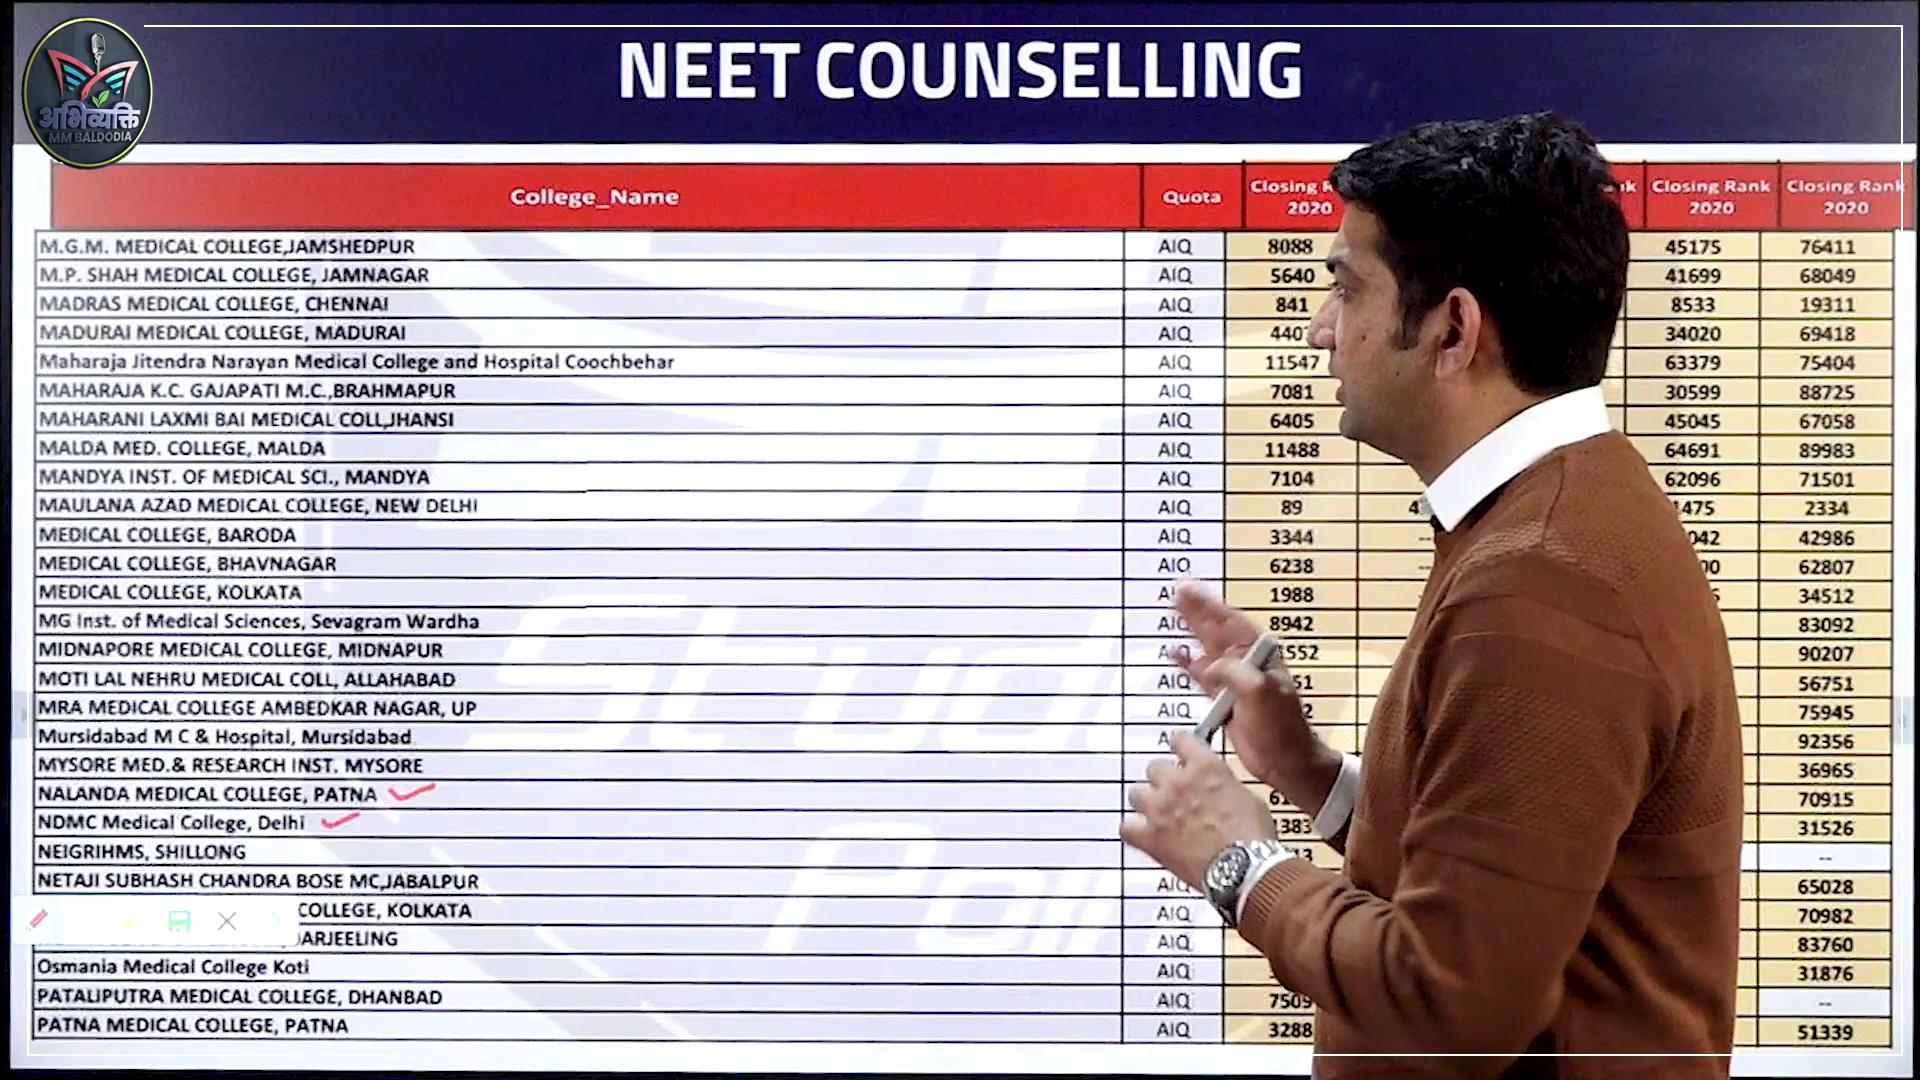 अभिव्यक्ति
MM BALDODIA
NEET COUNSELLING
College_Name Quota Closing 2020 Closing Rank 2020 Closing Rank 2020
M.G.M. MEDICAL COLLEGE,JAMSHEDPUR AIQ 8088 45175 76411
M.P. SHAH MEDICAL COLLEGE, JAMNAGAR AIQ 5640 41699 68049
MADRAS MEDICAL COLLEGE, CHENNAI AIQ 841 8533 19311
MADURAI MEDICAL COLLEGE, MADURAI AIQ 34020 69418
Maharaja Jitendra Narayan Medical College and Hospital Coochbehar AIQ 11547 63379 75404
MAHARAJA K.C. GAJAPATI M.C.,BRAHMAPUR AIQ 7081 30599 88725
MAHARANI LAXMI BAI MEDICAL COLL,JHANSI AIQ 6405 45045 67058
MALDA MED. COLLEGE, MALDA AIQ 11488 64691 89983
MANDYA INST. OF MEDICAL SCI., MANDYA AIQ 7104 62096 71501
MAULANA AZAD MEDICAL COLLEGE, NEW DELHI AIQ 89 2334
MEDICAL COLLEGE, BARODA AIQ 3344 42986
MEDICAL COLLEGE, BHAVNAGAR AIQ 6238 62807
MEDICAL COLLEGE, KOLKATA 1988 34512
MG Inst. of Medical Sciences, Sevagram Wardha AIQ 8942 83092
MIDNAPORE MEDICAL COLLEGE, MIDNAPUR AIQ 90207
MOTI LAL NEHRU MEDICAL COLL, ALLAHABAD AIQ 56751
MRA MEDICAL COLLEGE AMBEDKAR NAGAR, UP AIQ 75945
Mursidabad M C & Hospital, Mursidabad 92356
MYSORE MED.& RESEARCH INST. MYSORE 36965
NALANDA MEDICAL COLLEGE, PATNA 70915
NDMC Medical College, Delhi 31526
NEIGRIHMS, SHILLONG --
NETAJI SUBHASH CHANDRA BOSE MC,JABALPUR AIQ 65028
COLLEGE, KOLKATA AIQ 70982
DARJEELING AIQ 83760
Osmania Medical College Koti AIQ 31876
PATALIPUTRA MEDICAL COLLEGE, DHANBAD AIQ 7509 --
PATNA MEDICAL COLLEGE, PATNA AIQ 3288 51339
Student